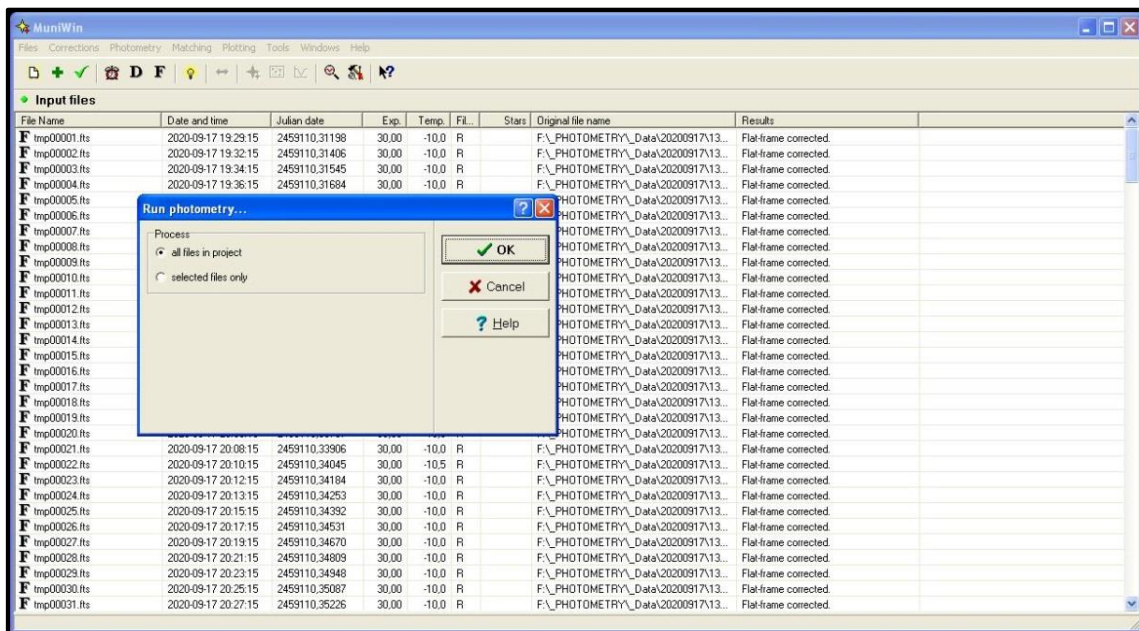 MuniWin
Files Corrections Photometry Matching Plotting Tools Windows Help
D F
Input files
File Name Date and time Julian date Exp. Temp. Fil... Stars Original file name Results
F tmp00001.fts 2020-09-17 19:29:15 2459110,31198 30,00 -10,0 R F:\_PHOTOMETRY\_Data\20200917\13... Flat-frame corrected.
F tmp00002.fts 2020-09-17 19:32:15 2459110,31406 30,00 -10,0 R F:\_PHOTOMETRY\_Data\20200917\13... Flat-frame corrected.
F tmp00003.fts 2020-09-17 19:34:15 2459110,31545 30,00 -10,0 R F:\_PHOTOMETRY\_Data\20200917\13... Flat-frame corrected.
F tmp00004.fts 2020-09-17 19:36:15 2459110,31684 30,00 -10,0 R F:\_PHOTOMETRY\_Data\20200917\13... Flat-frame corrected.
F tmp00005.fts PHOTOMETRY\_Data\20200917\13... Flat-frame corrected.
F tmp00006.fts PHOTOMETRY\_Data\20200917\13... Flat-frame corrected.
F tmp00007.fts PHOTOMETRY\_Data\20200917\13... Flat-frame corrected.
F tmp00008.fts PHOTOMETRY\_Data\20200917\13... Flat-frame corrected.
F tmp00009.fts PHOTOMETRY\_Data\20200917\13... Flat-frame corrected.
F tmp00010.fts PHOTOMETRY\_Data\20200917\13... Flat-frame corrected.
F tmp00011.fts PHOTOMETRY\_Data\20200917\13... Flat-frame corrected.
F tmp00012.fts PHOTOMETRY\_Data\20200917\13... Flat-frame corrected.
F tmp00013.fts PHOTOMETRY\_Data\20200917\13... Flat-frame corrected.
F tmp00014.fts PHOTOMETRY\_Data\20200917\13... Flat-frame corrected.
F tmp00015.fts PHOTOMETRY\_Data\20200917\13... Flat-frame corrected.
F tmp00016.fts PHOTOMETRY\_Data\20200917\13... Flat-frame corrected.
F tmp00017.fts PHOTOMETRY\_Data\20200917\13... Flat-frame corrected.
F tmp00018.fts PHOTOMETRY\_Data\20200917\13... Flat-frame corrected.
F tmp00019.fts PHOTOMETRY\_Data\20200917\13... Flat-frame corrected.
F tmp00020.fts PHOTOMETRY\_Data\20200917\13... Flat-frame corrected.
F tmp00021.fts 2020-09-17 20:08:15 2459110,33906 30,00 -10,0 R F:\_PHOTOMETRY\_Data\20200917\13... Flat-frame corrected.
F tmp00022.fts 2020-09-17 20:10:15 2459110,34045 30,00 -10,5 R F:\_PHOTOMETRY\_Data\20200917\13... Flat-frame corrected.
F tmp00023.fts 2020-09-17 20:12:15 2459110,34184 30,00 -10,0 R F:\_PHOTOMETRY\_Data\20200917\13... Flat-frame corrected.
F tmp00024.fts 2020-09-17 20:13:15 2459110,34253 30,00 -10,0 R F:\_PHOTOMETRY\_Data\20200917\13... Flat-frame corrected.
F tmp00025.fts 2020-09-17 20:15:15 2459110,34392 30,00 -10,0 R F:\_PHOTOMETRY\_Data\20200917\13... Flat-frame corrected.
F tmp00026.fts 2020-09-17 20:17:15 2459110,34531 30,00 -10,0 R F:\_PHOTOMETRY\_Data\20200917\13... Flat-frame corrected.
F tmp00027.fts 2020-09-17 20:19:15 2459110,34670 30,00 -10,0 R F:\_PHOTOMETRY\_Data\20200917\13... Flat-frame corrected.
F tmp00028.fts 2020-09-17 20:21:15 2459110,34809 30,00 -10,0 R F:\_PHOTOMETRY\_Data\20200917\13... Flat-frame corrected.
F tmp00029.fts 2020-09-17 20:23:15 2459110,34948 30,00 -10,0 R F:\_PHOTOMETRY\_Data\20200917\13... Flat-frame corrected.
F tmp00030.fts 2020-09-17 20:25:15 2459110,35087 30,00 -10,0 R F:\_PHOTOMETRY\_Data\20200917\13... Flat-frame corrected.
F tmp00031.fts 2020-09-17 20:27:15 2459110,35226 30,00 -10,0 R F:\_PHOTOMETRY\_Data\20200917\13... Flat-frame corrected.
Run photometry...
Process
all files in project
selected files only
OK
Cancel
Help